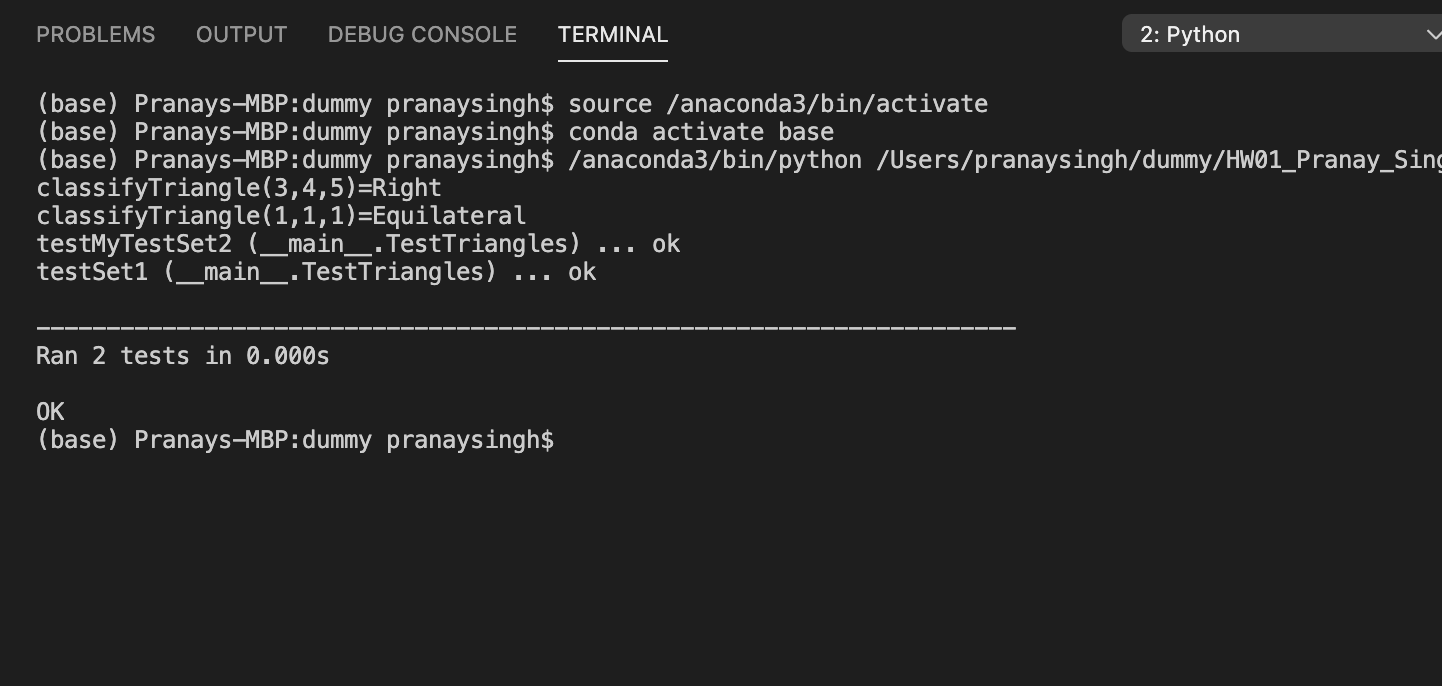 PROBLEMS OUTPUT DEBUG CONSOLE TERMINAL 2: Python
(base) Pranays-MBP:dummy pranaysingh$ source /anaconda3/bin/activate
(base) Pranays-MBP:dummy pranaysingh$ conda activate base
(base) Pranays-MBP:dummy pranaysingh$ /anaconda3/bin/python /Users/pranaysingh/dummy/HW01_Pranay_Sing
classifyTriangle(3,4,5)=Right
classifyTriangle(1,1,1)=Equilateral
testMyTestSet2 (__main__.TestTriangles) ... ok
testSet1 (__main__.TestTriangles) ... ok
----------------------------------------------------------------------
Ran 2 tests in 0.000s
OK
(base) Pranays-MBP:dummy pranaysingh$